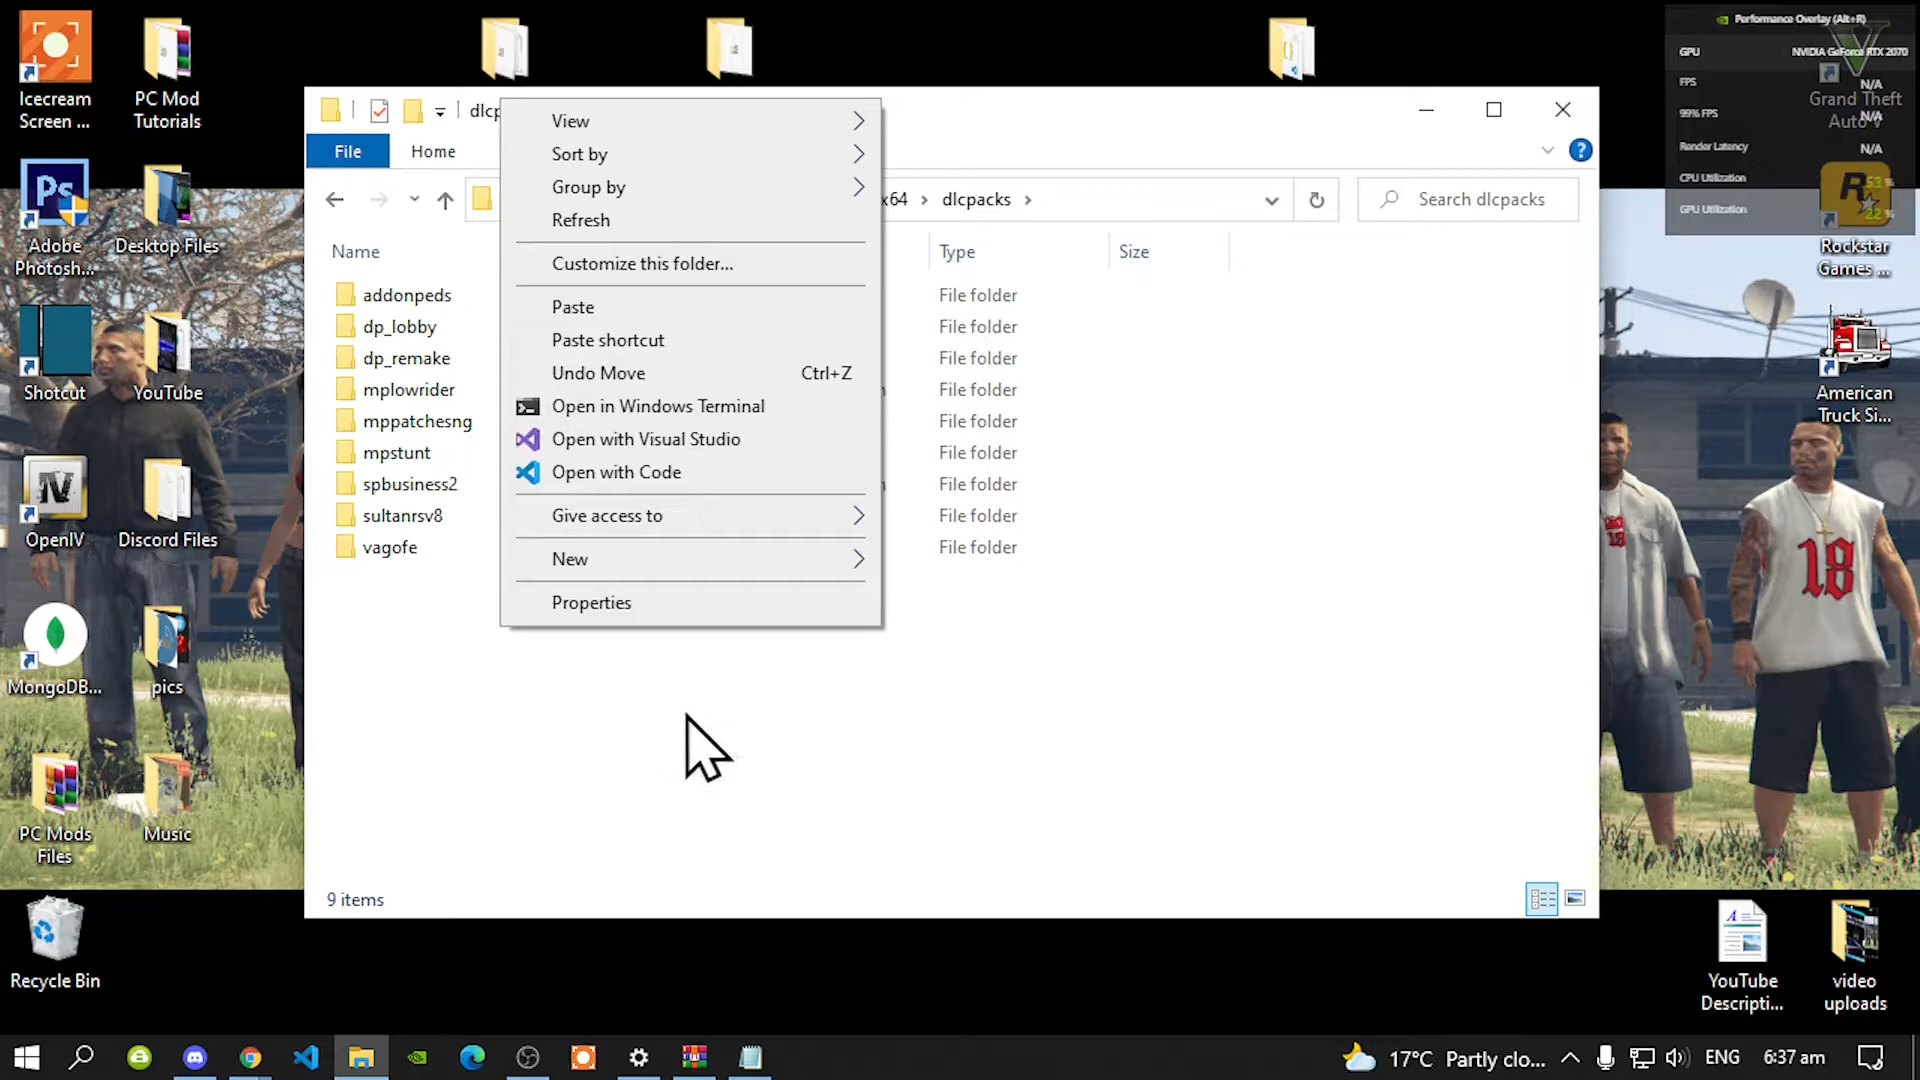 Icecream
Screen ...
PC Mod
Tutorials
Performance Overlay (Alt+R)
GPU
NVIDIA GeForce RTX 2070
FPS
N/A
99% FPS
N/A
Render Latency
N/A
CPU Utilization
53 %
GPU Utilization
22 %
Grand Theft
Auto V
Ps
Adobe
Photosh...
Desktop Files
Rockstar
Games ...
Shotcut
YouTube
American
Truck Si...
IV
OpenIV
Discord Files
MongoDB...
pics
PC Mods
Files
Music
Recycle Bin
YouTube
Descripti...
video
uploads
18
dlcp
File
Home
x64
dlcpacks
Search dlcpacks
Name
Type
Size
addonpeds
File folder
dp_lobby
File folder
dp_remake
File folder
mplowrider
File folder
mppatchesng
File folder
mpstunt
File folder
spbusiness2
File folder
sultanrsv8
File folder
vagofe
File folder
View
Sort by
Group by
Refresh
Customize this folder...
Paste
Paste shortcut
Undo Move Ctrl+Z
Open in Windows Terminal
Open with Visual Studio
Open with Code
Give access to
New
Properties
9 items
17°C Partly clo...
ENG
6:37 am